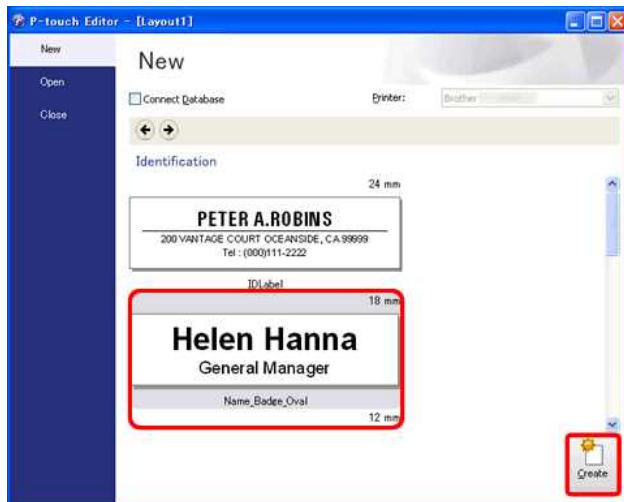 P-touch Editor - [Layout1]
New
Open
Close
New
Connect Database
Printer:
Brother
Identification
24 mm
PETER A.ROBINS
200 VANTAGE COURT OCEANSIDE, CA 99999
Tel : (000)111-2222
IDLabel
18 mm
Helen Hanna
General Manager
Name_Badge_Oval
12 mm
Create